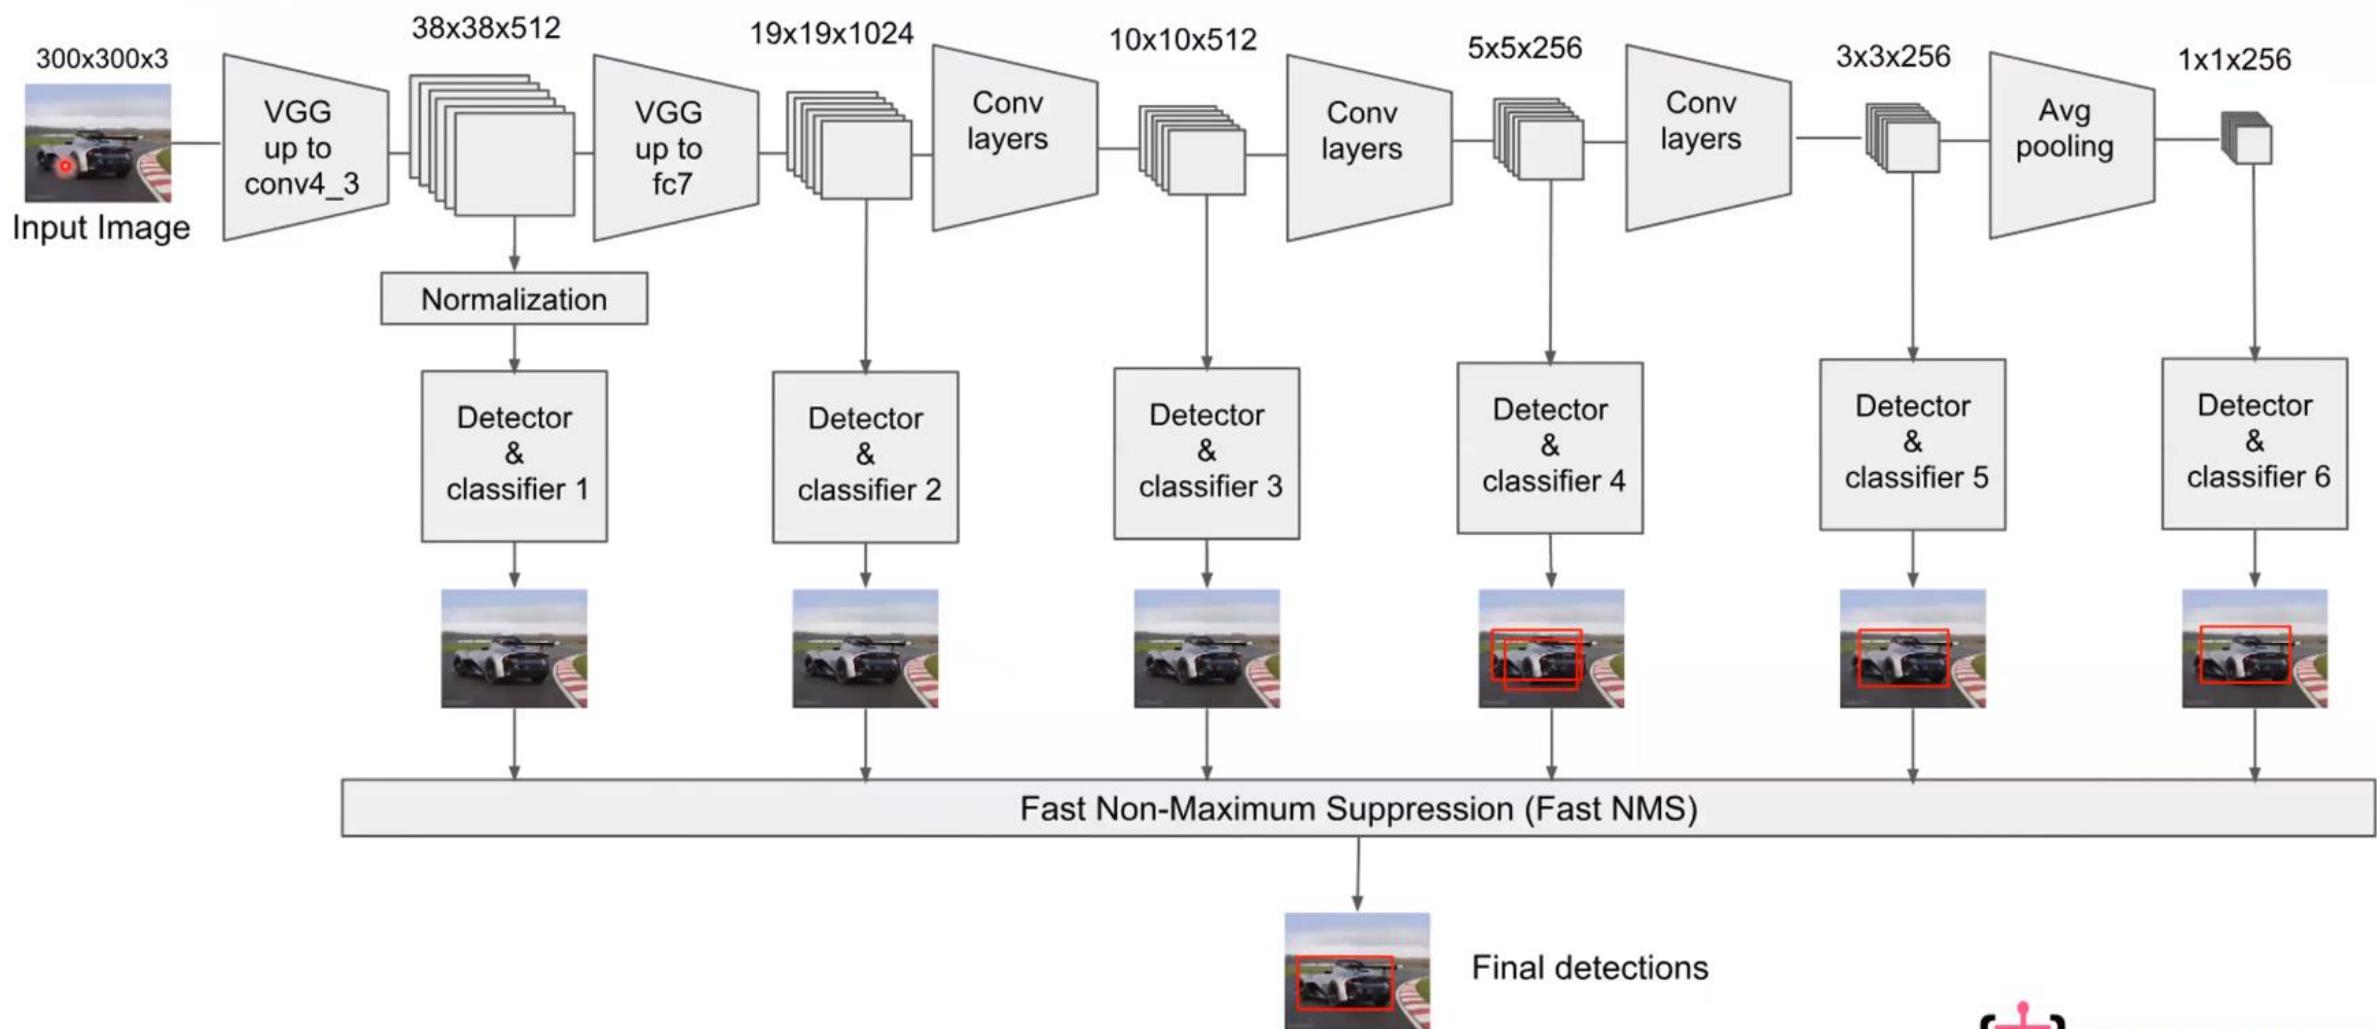 300x300x3
Input Image
VGG
up to
conv4_3
38x38x512
VGG
up to
fc7
19x19x1024
Conv
layers
10x10x512
Conv
layers
5x5x256
Conv
layers
3x3x256
Avg
pooling
1x1x256
Normalization
Detector
&
classifier 1
Detector
&
classifier 2
Detector
&
classifier 3
Detector
&
classifier 4
Detector
&
classifier 5
Detector
&
classifier 6
Fast Non-Maximum Suppression (Fast NMS)
Final detections